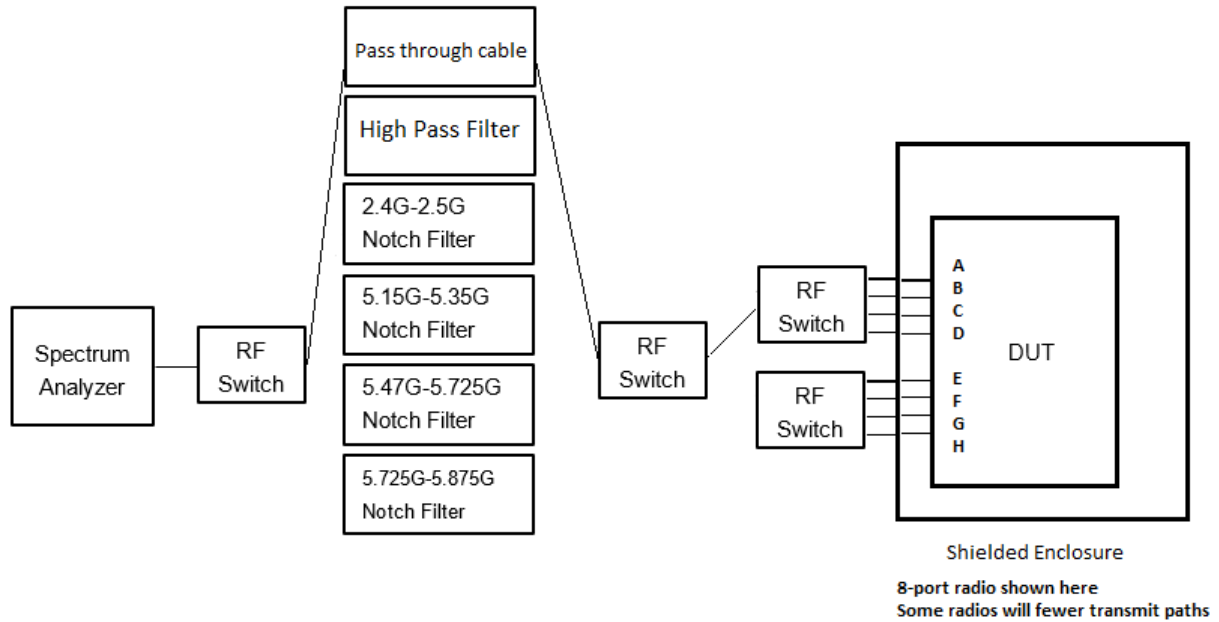 Pass through cable
High Pass Filter
2.4G-2.5G
Notch Filter
5.15G-5.35G
Notch Filter
5.47G-5.725G
Notch Filter
5.725G-5.875G
Notch Filter
Spectrum
Analyzer
RF
Switch
RF
Switch
RF
Switch
RF
Switch
A
B
C
D
E
F
G
H
DUT
Shielded Enclosure
8-port radio shown here
Some radios will fewer transmit paths